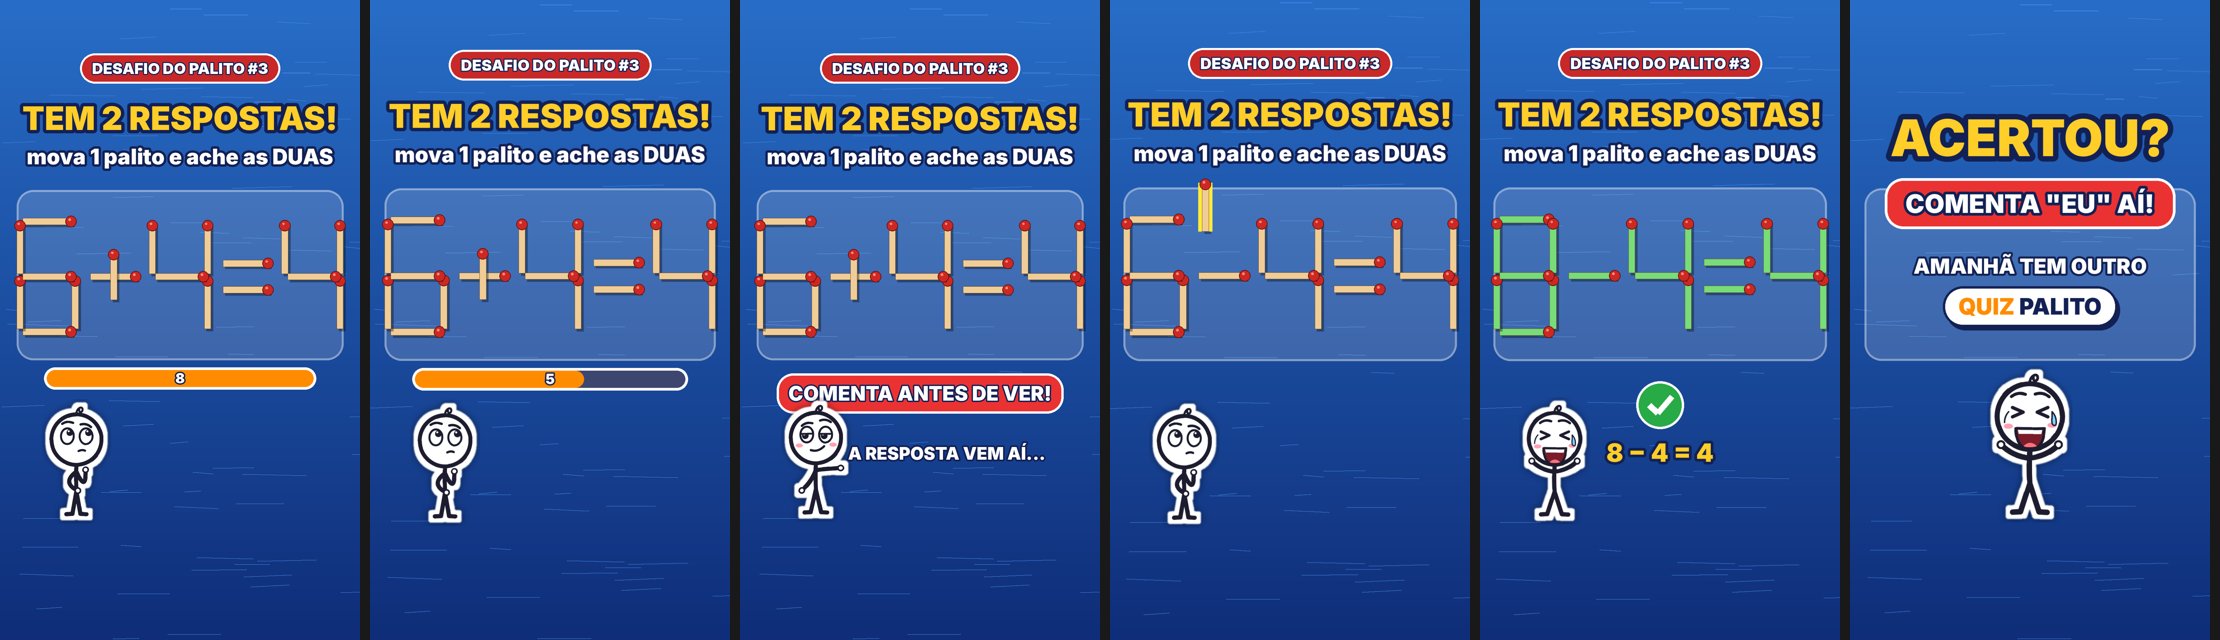 DESAFIO DO PALITO #3
TEM 2 RESPOSTAS!
mova 1 palito e ache as DUAS
8
DESAFIO DO PALITO #3
TEM 2 RESPOSTAS!
mova 1 palito e ache as DUAS
5
DESAFIO DO PALITO #3
TEM 2 RESPOSTAS!
mova 1 palito e ache as DUAS
COMENTA ANTES DE VER!
A RESPOSTA VEM AÍ...
DESAFIO DO PALITO #3
TEM 2 RESPOSTAS!
mova 1 palito e ache as DUAS
DESAFIO DO PALITO #3
TEM 2 RESPOSTAS!
mova 1 palito e ache as DUAS
8 − 4 = 4
ACERTOU?
COMENTA "EU" AÍ!
AMANHÃ TEM OUTRO
QUIZ PALITO